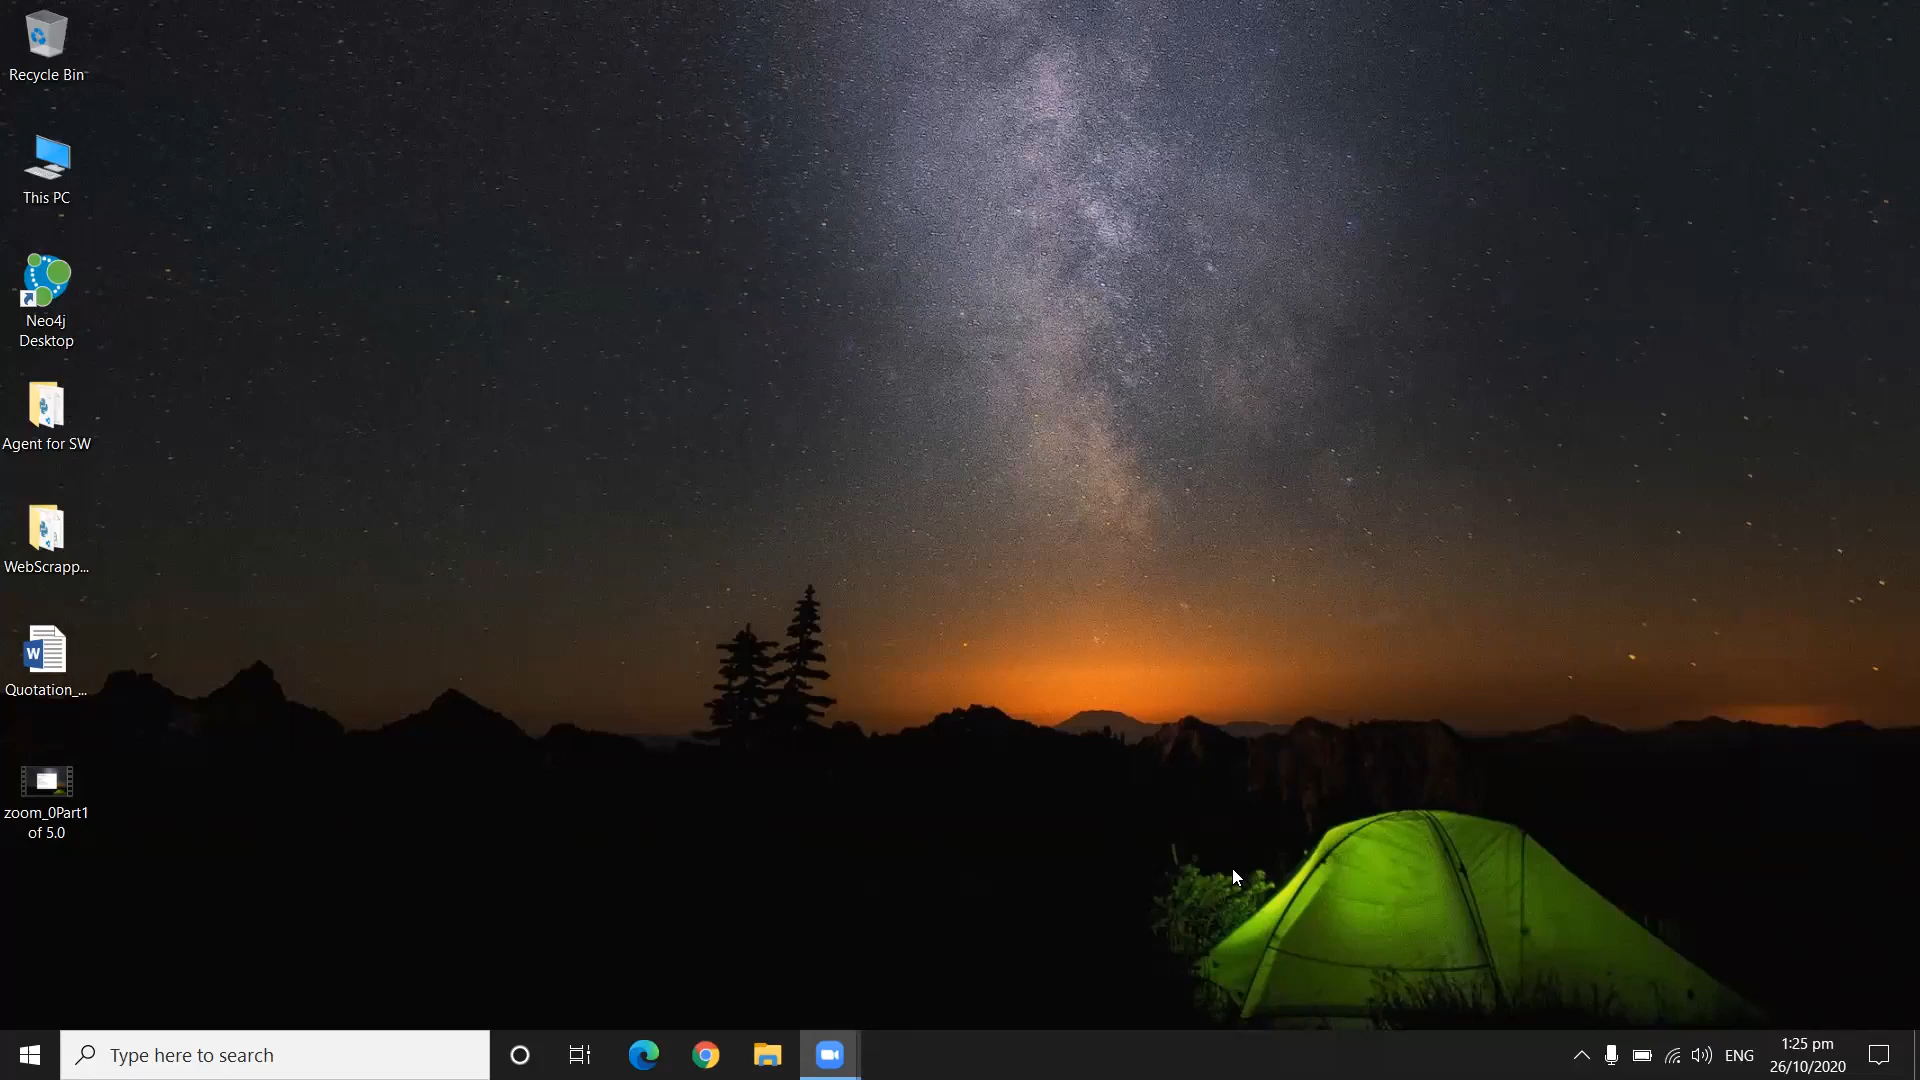 Recycle Bin
This PC
Neo4j
Desktop
Agent for SW
WebScrapp...
W
Quotation_...
zoom_0Part1
of 5.0
Type here to search
ENG
1:25 pm
26/10/2020